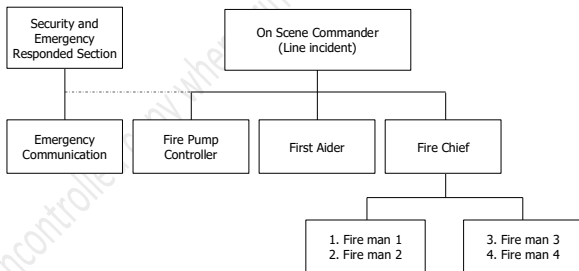 Security and
Emergency
Responded Section
On Scene Commander
(Line incident)
Emergency
Communication
Fire Pump
Controller
First Aider
Fire Chief
1. Fire man 1
2. Fire man 2
3. Fire man 3
4. Fire man 4